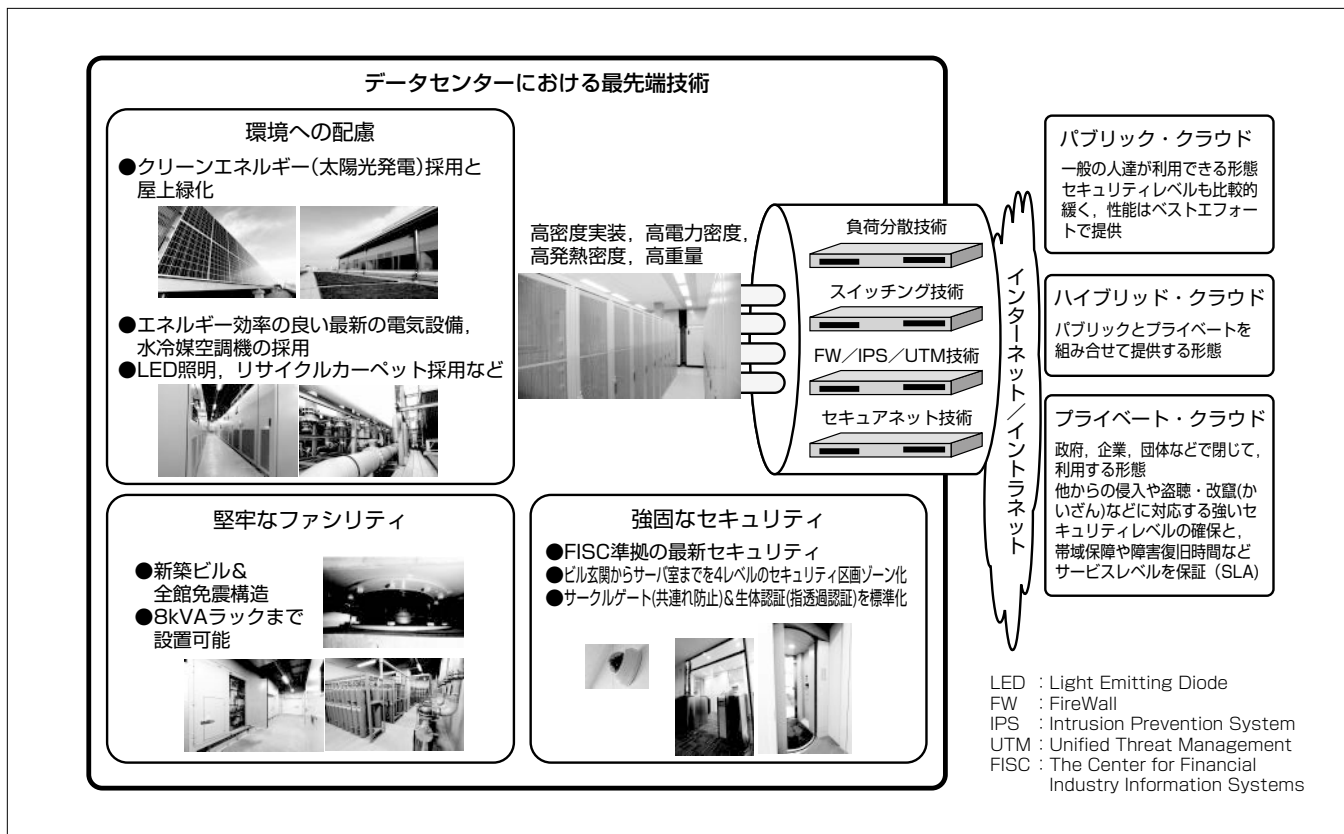 データセンターにおける最先端技術
環境への配慮
●クリーンエネルギー(太陽光発電)採用と
屋上緑化
●エネルギー効率の良い最新の電気設備,
水冷媒空調機の採用
●LED照明, リサイクルカーペット採用など
高密度実装, 高電力密度,
高発熱密度, 高重量
負荷分散技術
スイッチング技術
FW/IPS/UTM技術
セキュアネット技術
インターネット/イントラネット
堅牢なファシリティ
●新築ビル&
全館免震構造
●8kVAラックまで
設置可能
強固なセキュリティ
●FISC準拠の最新セキュリティ
●ビル玄関からサーバ室までを4レベルのセキュリティ区画ゾーン化
●サークルゲート(共連れ防止)&生体認証(指透過認証)を標準化
パブリック・クラウド
一般の人達が利用できる形態
セキュリティレベルも比較的
緩く, 性能はベストエフォー
トで提供
ハイブリッド・クラウド
パブリックとプライベートを
組み合せて提供する形態
プライベート・クラウド
政府, 企業, 団体などで閉じて,
利用する形態
他からの侵入や盗聴・改竄(か
いざん)などに対応する強いセ
キュリティレベルの確保と,
帯域保障や障害復旧時間など
サービスレベルを保証 (SLA)
LED : Light Emitting Diode
FW : FireWall
IPS : Intrusion Prevention System
UTM : Unified Threat Management
FISC : The Center for Financial
Industry Information Systems